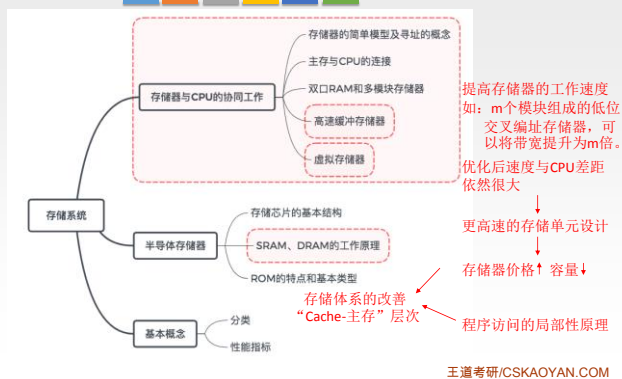 存储器的简单模型及寻址的概念
主存与CPU的连接
存储器与CPU的协同工作
双口RAM和多模块存储器
高速缓冲存储器
虚拟存储器
存储系统
存储芯片的基本结构
半导体存储器
SRAM、DRAM的工作原理
ROM的特点和基本类型
基本概念
分类
性能指标
提高存储器的工作速度
如：m个模块组成的低位
交叉编址存储器，可
以将带宽提升为m倍。
优化后速度与CPU差距
依然很大
更高速的存储单元设计
存储器价格↑ 容量↓
存储体系的改善
“Cache-主存”层次
程序访问的局部性原理
王道考研/CSKAOYAN.COM